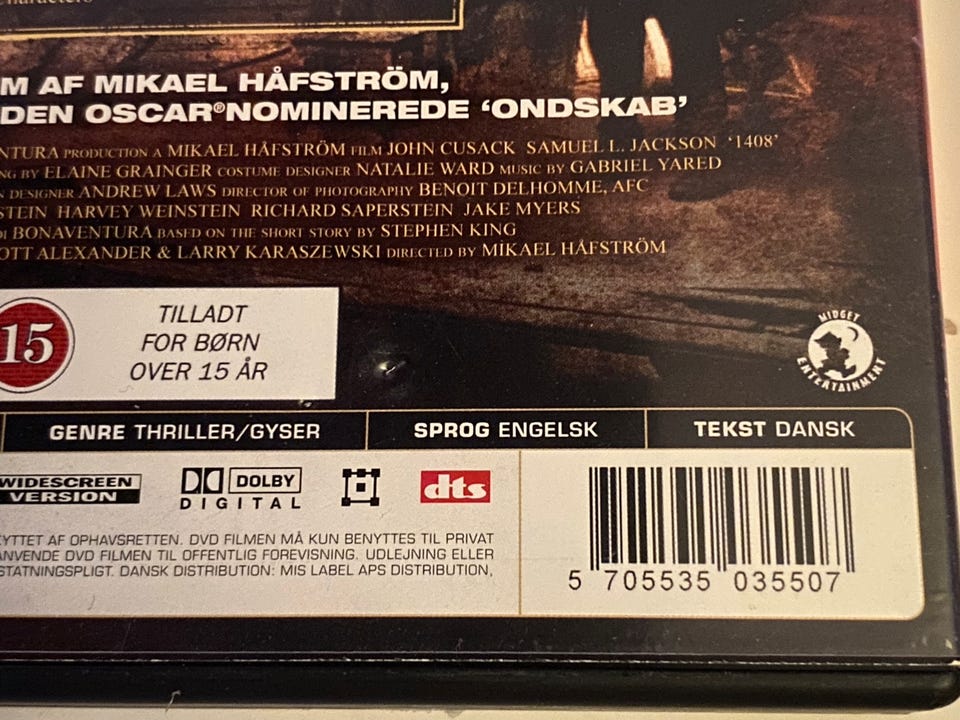 Characters
M AF MIKAEL HÅFSTRÖM,
DEN OSCAR® NOMINEREDE ‘ONDSKAB’
NTURA PRODUCTION A MIKAEL HÅFSTRÖM FILM JOHN CUSACK SAMUEL L. JACKSON ‘1408’
NG BY ELAINE GRAINGER COSTUME DESIGNER NATALIE WARD MUSIC BY GABRIEL YARED
N DESIGNER ANDREW LAWS DIRECTOR OF PHOTOGRAPHY BENOIT DELHOMME, AFC
STEIN HARVEY WEINSTEIN RICHARD SAPERSTEIN JAKE MYERS
DI BONAVENTURA BASED ON THE SHORT STORY BY STEPHEN KING
OTT ALEXANDER & LARRY KARASZEWSKI DIRECTED BY MIKAEL HÅFSTRÖM
15
TILLADT
FOR BØRN
OVER 15 ÅR
MIDGET
ENTERTAINMENT
GENRE THRILLER/GYSER SPROG ENGELSK TEKST DANSK
WIDESCREEN
VERSION
DOLBY
DIGITAL
dts
KYTTET AF OPHAVSRETTEN. DVD FILMEN MÅ KUN BENYTTES TIL PRIVAT
ANVENDE DVD FILMEN TIL OFFENTLIG FOREVISNING. UDLEJNING ELLER
STATNINGSPLIGT. DANSK DISTRIBUTION: MIS LABEL APS DISTRIBUTION,
5 705535 035507